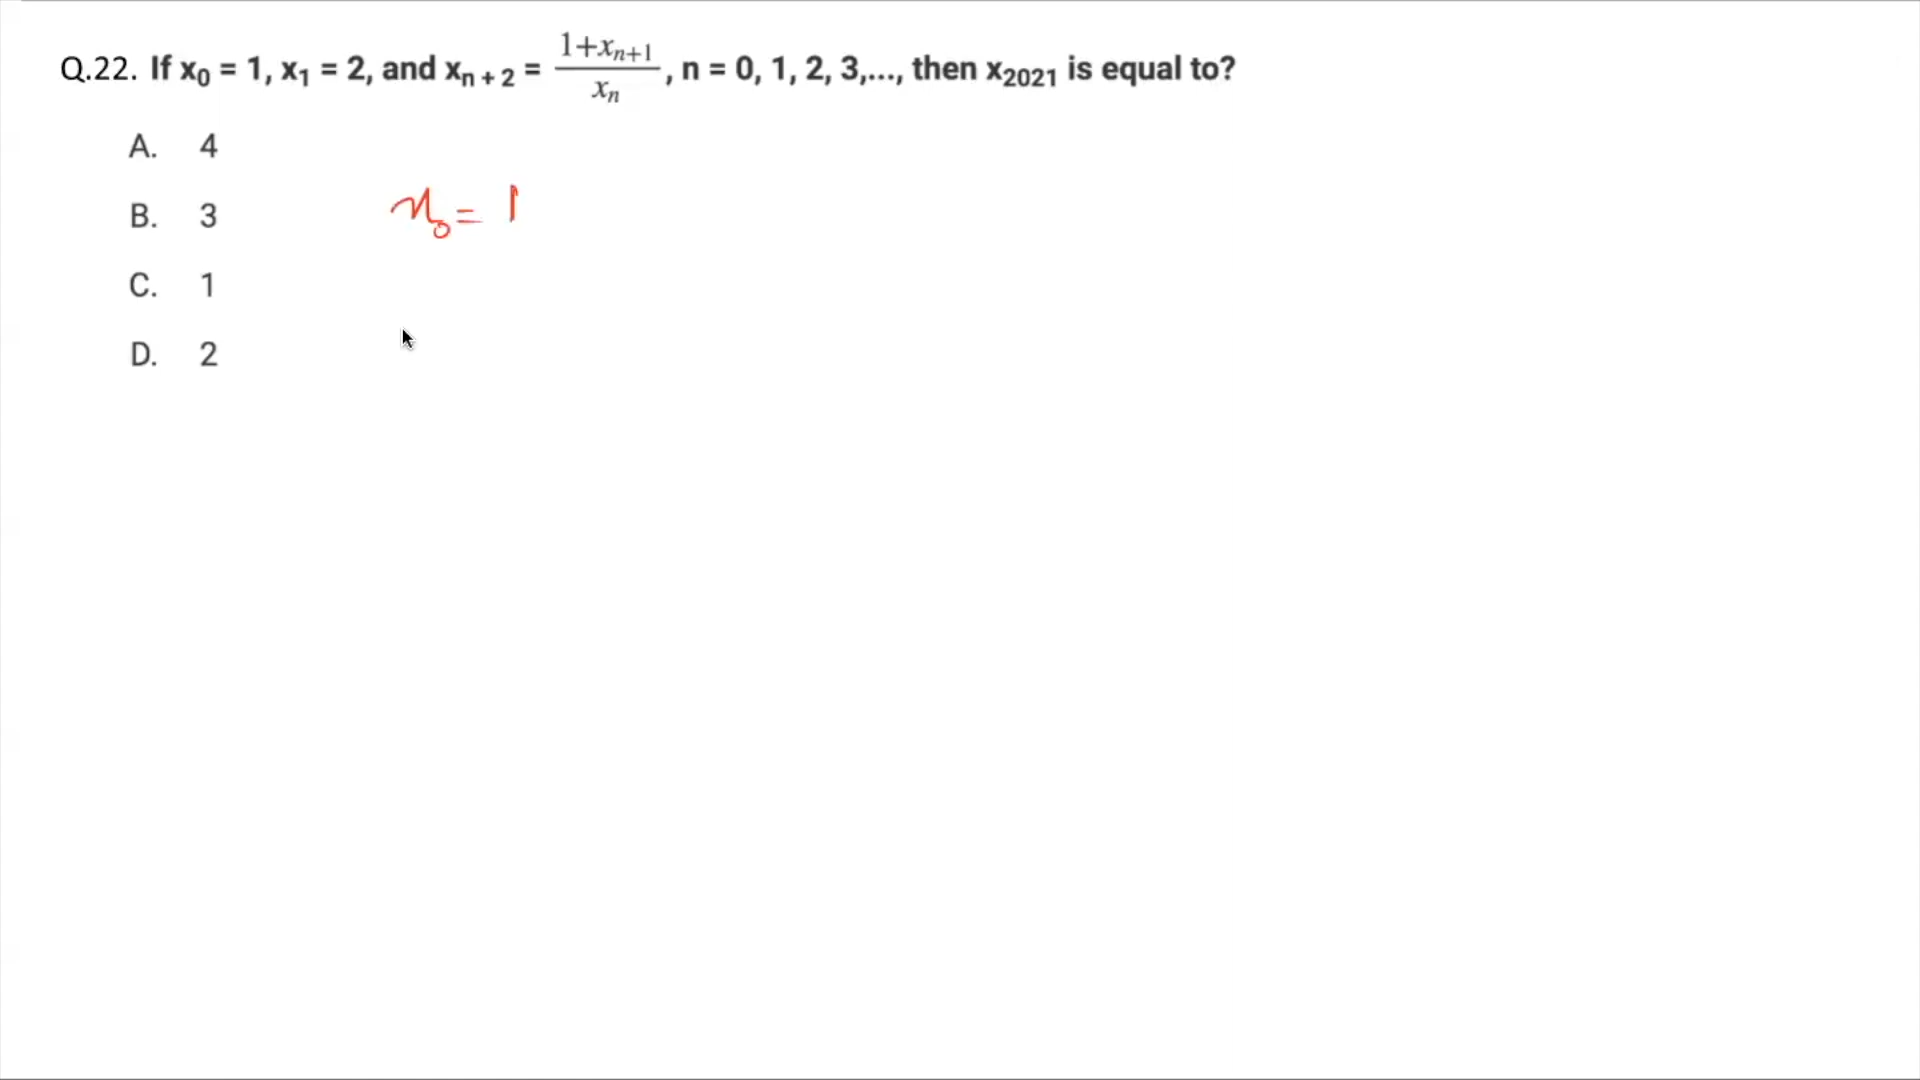 Q.22. If x₀ = 1, x₁ = 2, and xₙ ₊ ₂ = (1+xₙ₊₁)/xₙ, n = 0, 1, 2, 3,..., then x₂₀₂₁ is equal to?
A. 4
B. 3
x₀ = 1
C. 1
D. 2